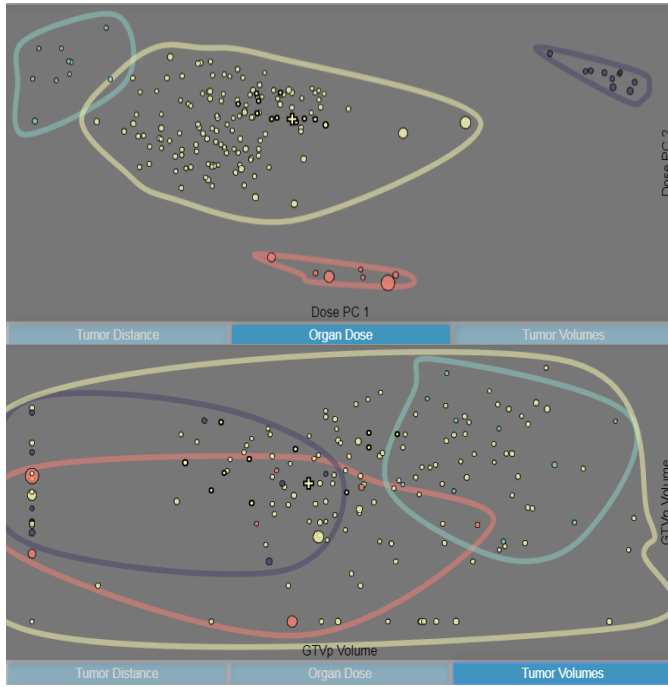 Dose PC 2
Dose PC 1
Tumor Distance
Organ Dose
Tumor Volumes
GTVp Volume
GTVp Volume
Tumor Distance
Organ Dose
Tumor Volumes